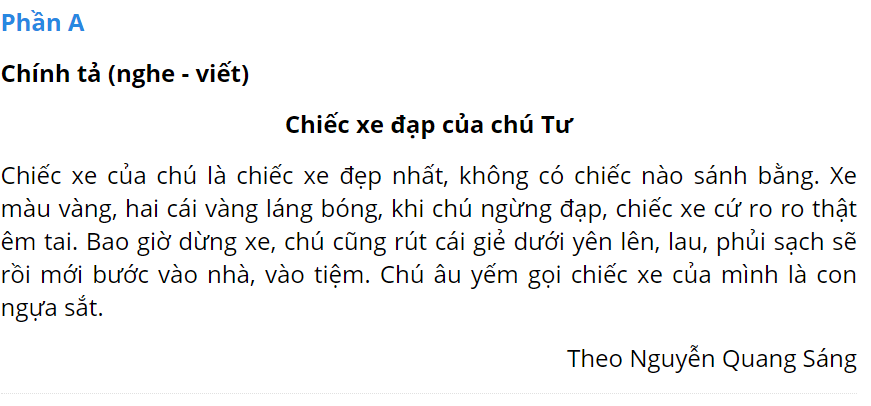 Phần A
Chính tả (nghe - viết)
Chiếc xe đạp của chú Tư
Chiếc xe của chú là chiếc xe đẹp nhất, không có chiếc nào sánh bằng. Xe
màu vàng, hai cái vàng láng bóng, khi chú ngừng đạp, chiếc xe cứ ro ro thật
êm tai. Bao giờ dừng xe, chú cũng rút cái giẻ dưới yên lên, lau, phủi sạch sẽ
rồi mới bước vào nhà, vào tiệm. Chú âu yếm gọi chiếc xe của mình là con
ngựa sắt.
Theo Nguyễn Quang Sáng